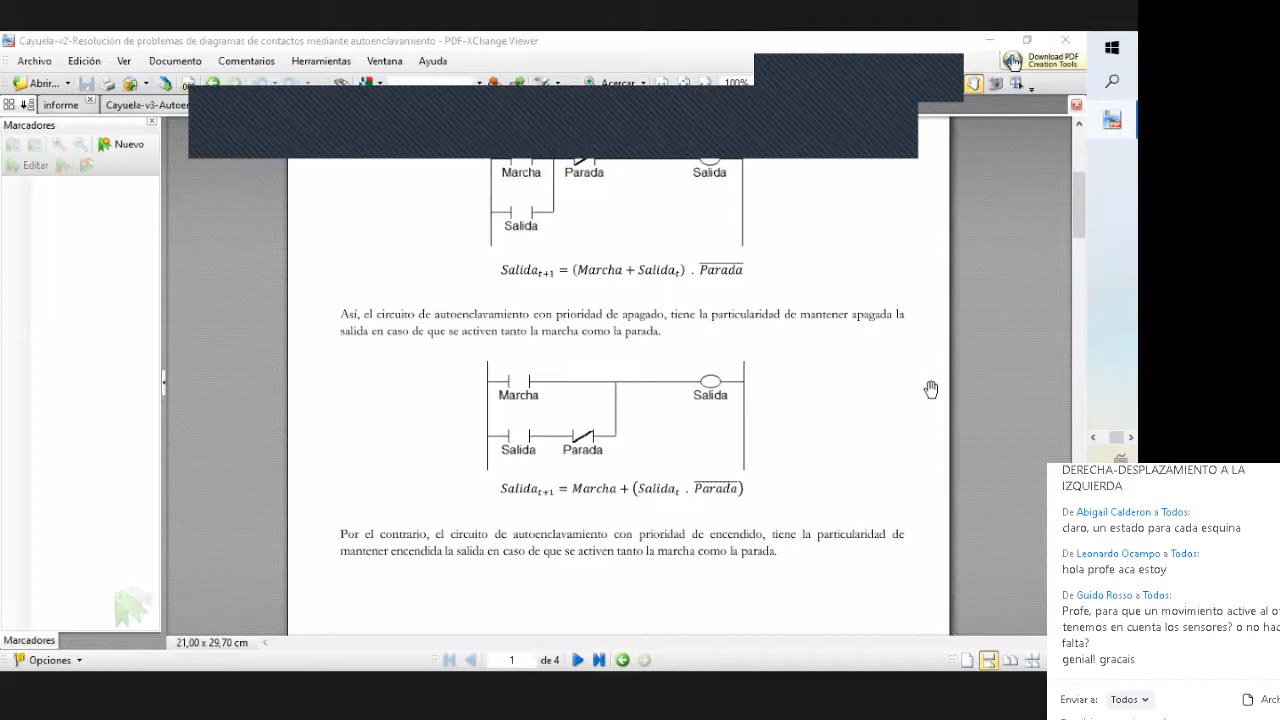 Cayuela-v2-Resolución de problemas de diagramas de contactos mediante autoenclavamiento - PDF-XChange Viewer
Archivo Edición Ver Documento Comentarios Herramientas Ventana Ayuda
Download PDF
Creation Tools
Abrir...
Acercar
100%
informe
Cayuela-v3-Autoen
Marcadores
Nuevo
Editar
Marcha Parada Salida
Salida
Salida t+1 = (Marcha + Salida t) . Parada
Así, el circuito de autoenclavamiento con prioridad de apagado, tiene la particularidad de mantener apagada la
salida en caso de que se activen tanto la marcha como la parada.
Marcha Salida
Salida Parada
Salida t+1 = Marcha + (Salida t . Parada)
Por el contrario, el circuito de autoenclavamiento con prioridad de encendido, tiene la particularidad de
mantener encendida la salida en caso de que se activen tanto la marcha como la parada.
Marcadores
21,00 x 29,70 cm
Opciones
1 de 4
DERECHA-DESPLAZAMIENTO A LA
IZQUIERDA
De Abigail Calderon a Todos:
claro, un estado para cada esquina
De Leonardo Ocampo a Todos:
hola profe aca estoy
De Guido Rosso a Todos:
Profe, para que un movimiento active al o
tenemos en cuenta los sensores? o no hac
falta?
genial! gracais
Enviar a: Todos
Arch